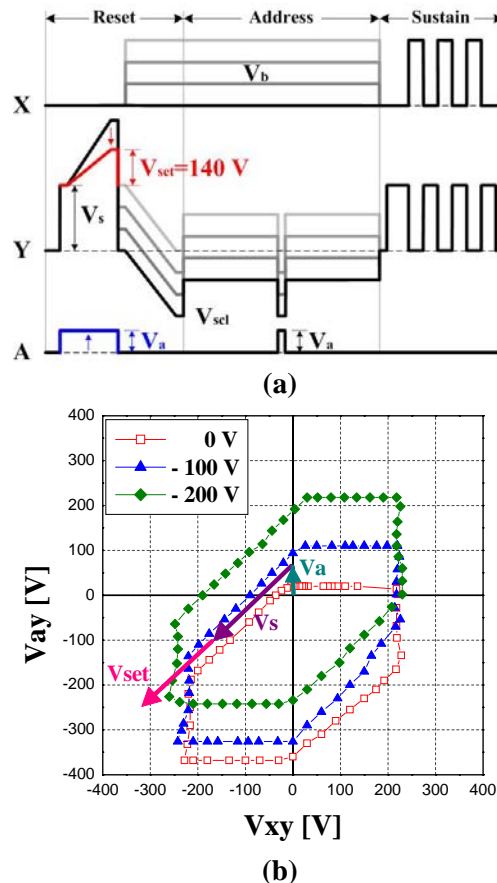 Reset Address Sustain
X
Vb
Vset=140 V
Vs
Y
Vscl
A
Va
Va
(a)
400
300
200
100
0
-100
-200
-300
-400
Vay [V]
0 V
- 100 V
- 200 V
Va
Vs
Vset
-400 -300 -200 -100 0 100 200 300 400
Vxy [V]
(b)